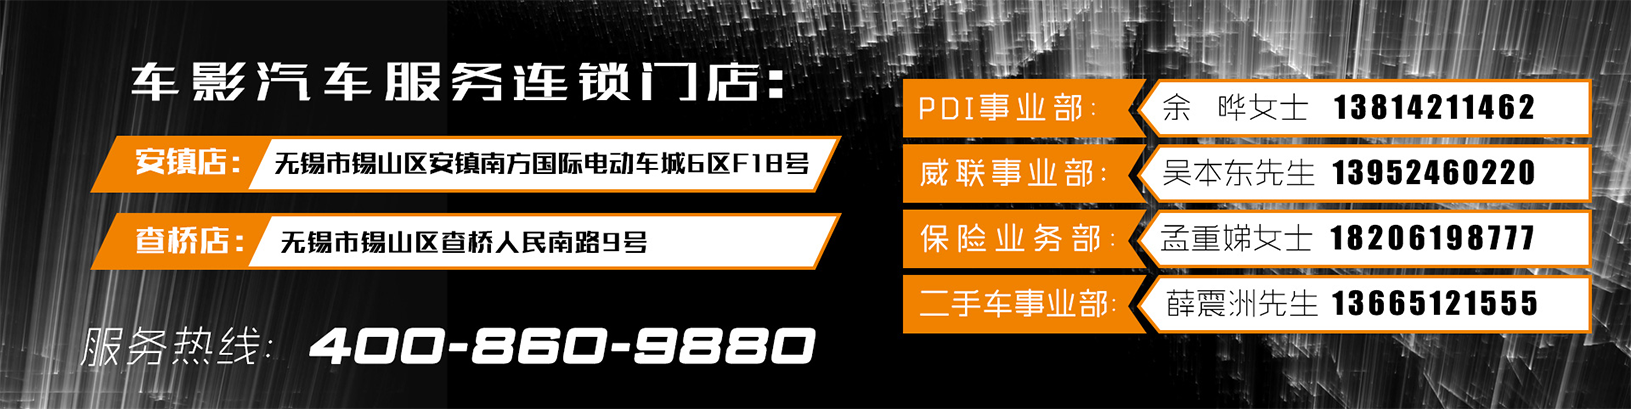 车影汽车服务连锁门店:
安镇店: 无锡市锡山区安镇南方国际电动车城6区F18号
查桥店: 无锡市锡山区查桥人民南路9号
服务热线: 400-860-9880
PDI事业部: 余 晔女士 13814211462
威联事业部: 吴本东先生 13952460220
保险业务部: 孟重娣女士 18206198777
二手车事业部: 薛震洲先生 13665121555